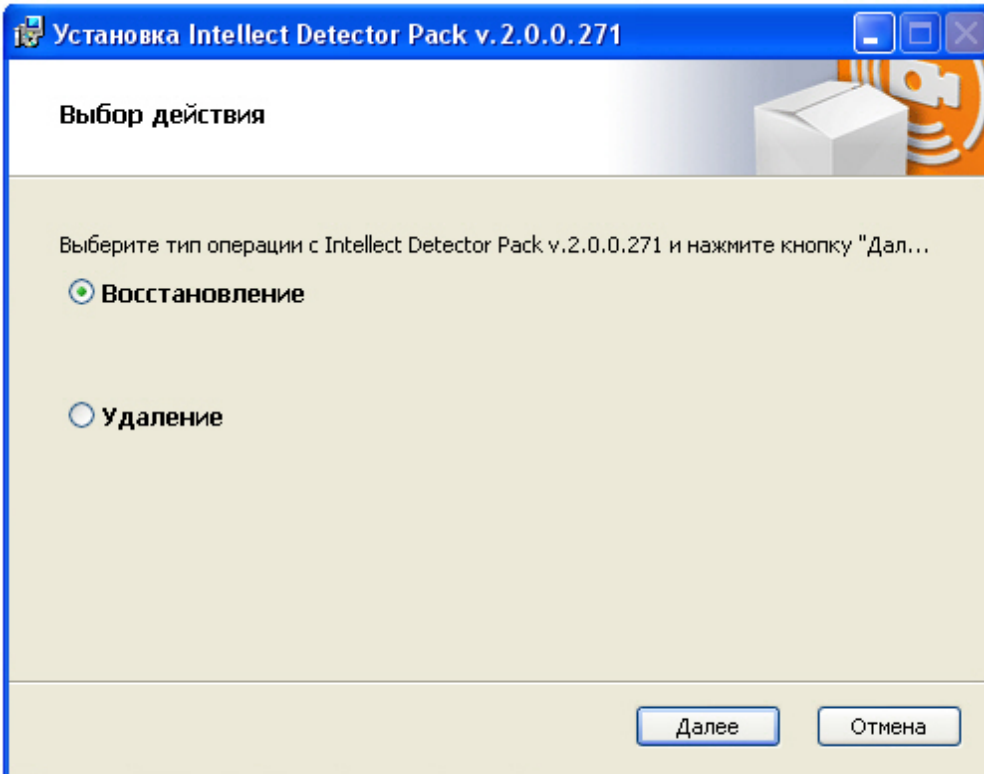 Установка Intellect Detector Pack v.2.0.0.271
Выбор действия
Выберите тип операции с Intellect Detector Pack v.2.0.0.271 и нажмите кнопку "Дал...
Восстановление
Удаление
Далее
Отмена